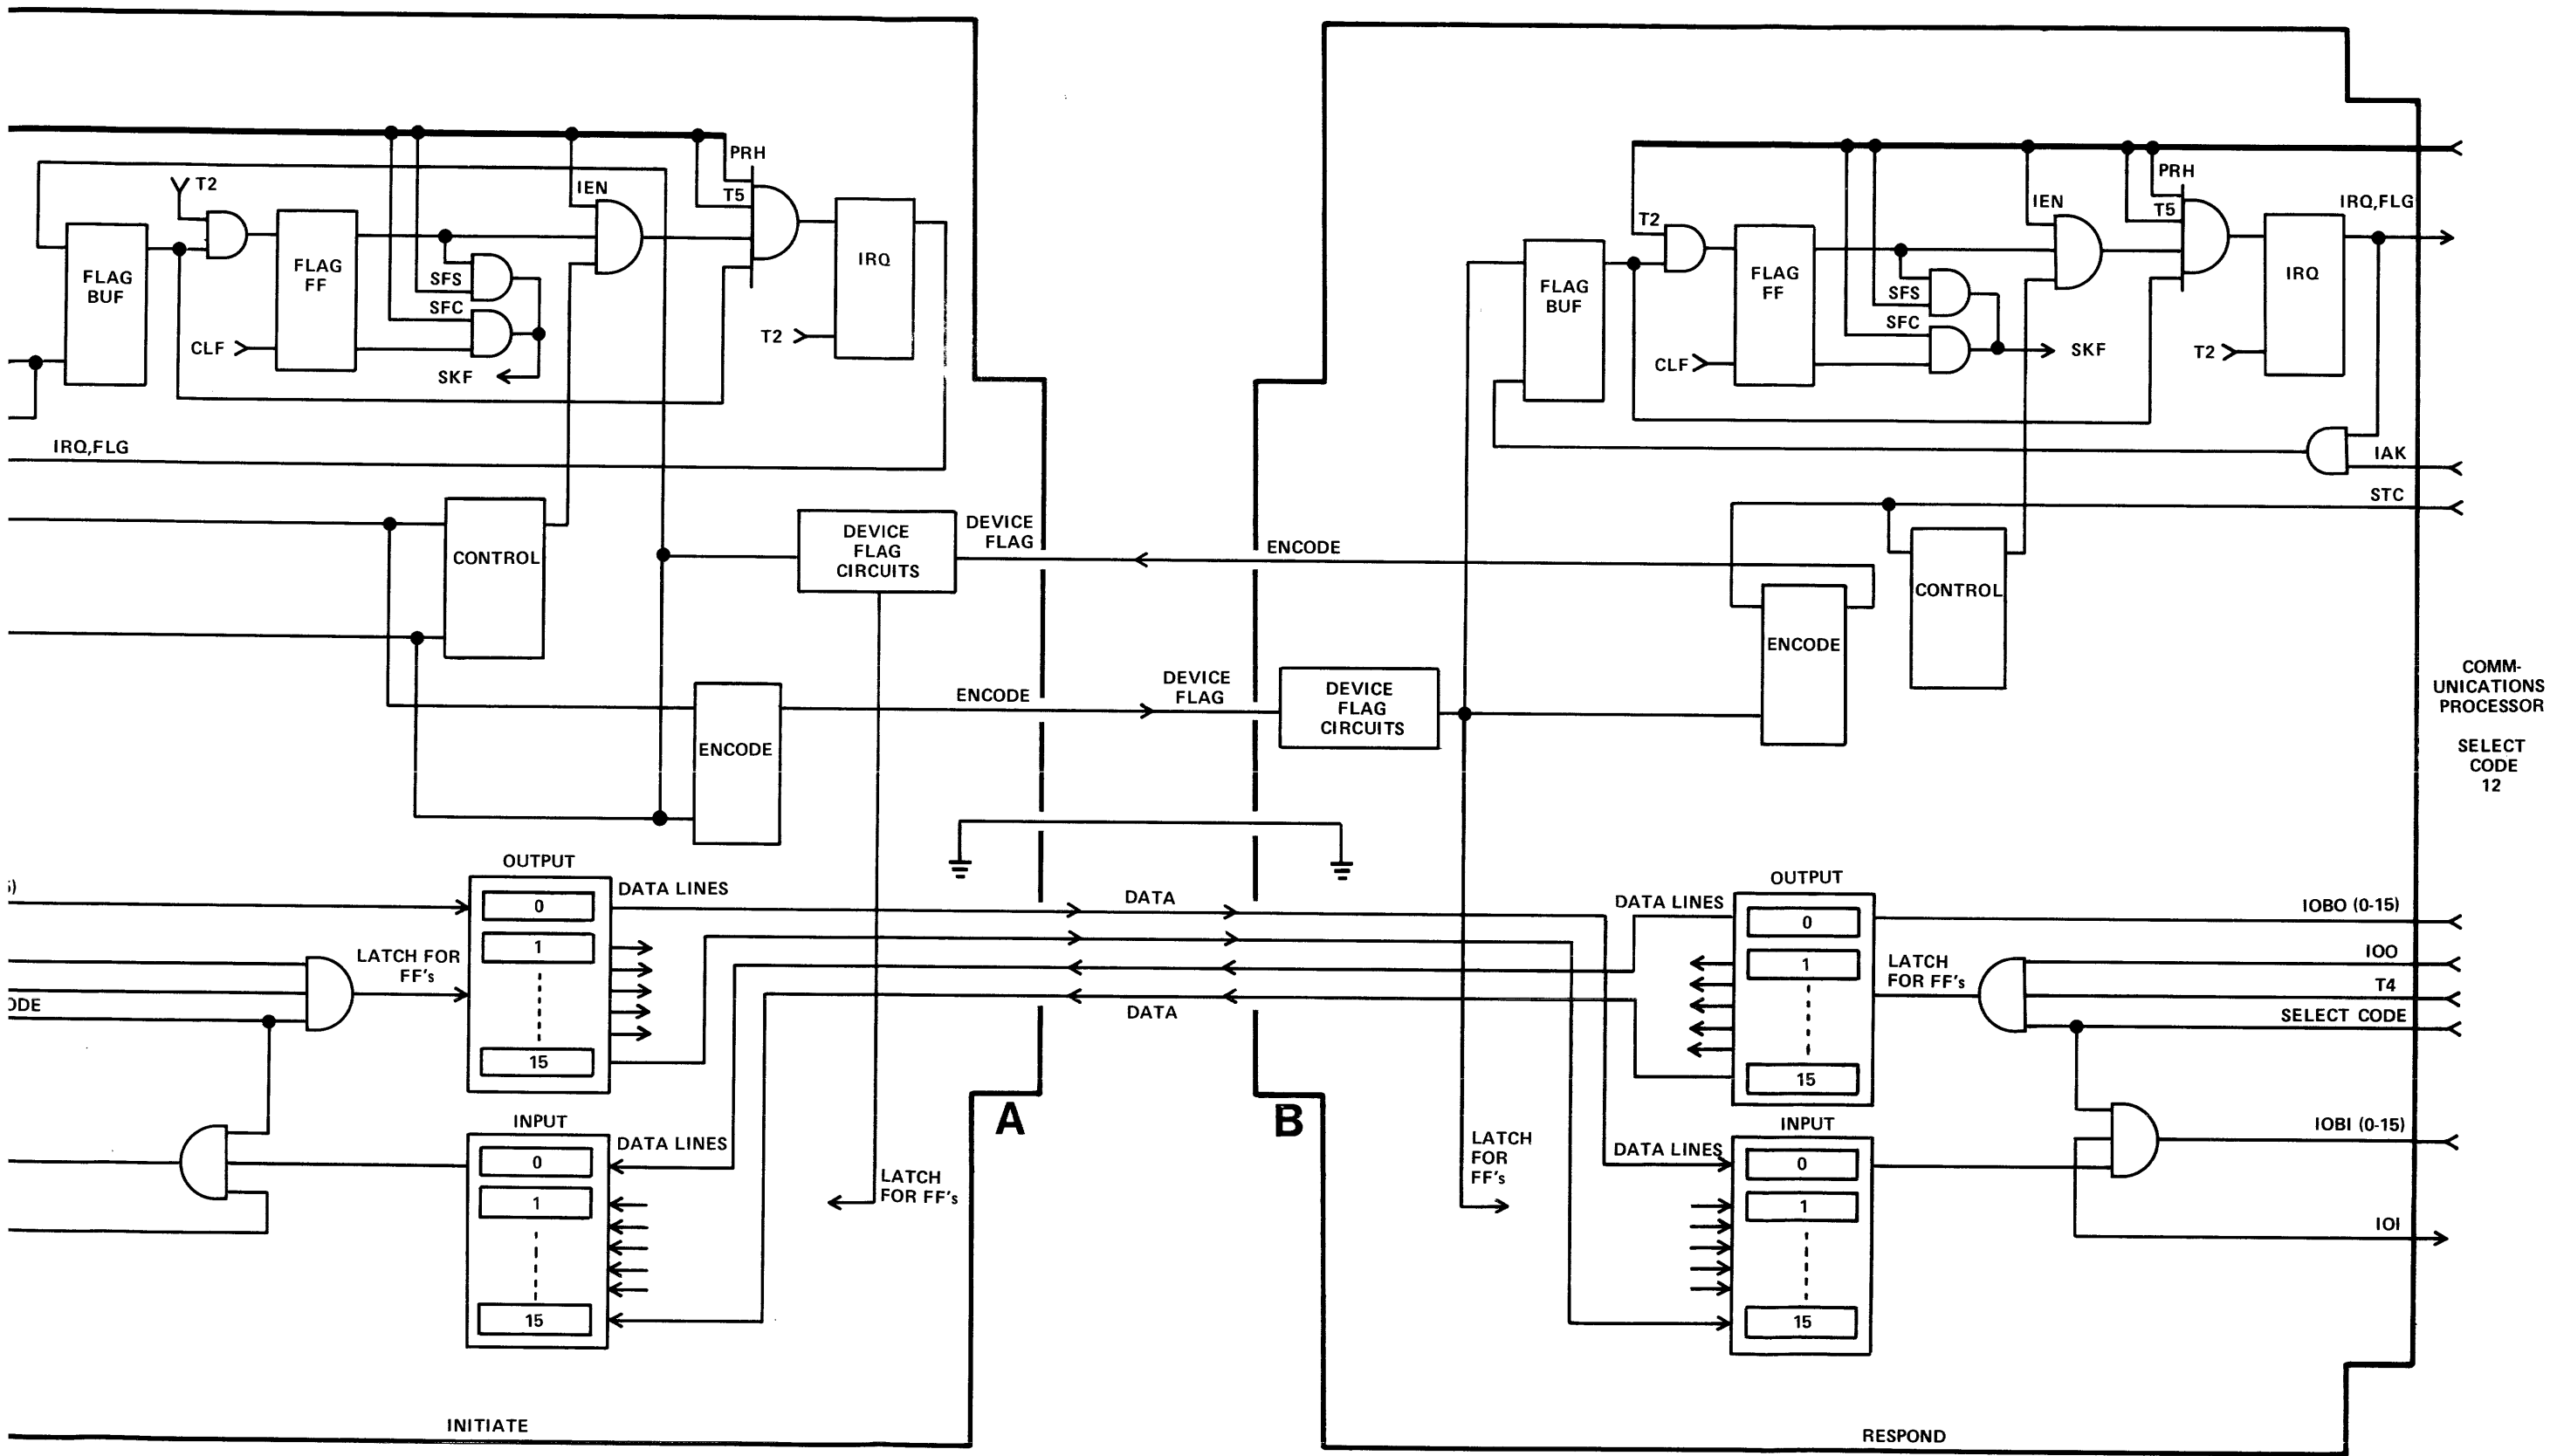 PRH
T2
IEN
T5
FLAG
BUF
FLAG
FF
SFS
SFC
IRQ
CLF
T2
SKF
IRQ,FLG
CONTROL
DEVICE
FLAG
CIRCUITS
DEVICE
FLAG
ENCODE
ENCODE
OUTPUT
DATA LINES
0
1
15
LATCH FOR
FF's
ODE
INPUT
DATA LINES
0
1
15
LATCH
FOR FF's
A
INITIATE
DEVICE
FLAG
DATA
DATA
PRH
IEN
T5
T2
IRQ,FLG
FLAG
BUF
FLAG
FF
SFS
SFC
IRQ
CLF
SKF
T2
IAK
STC
ENCODE
CONTROL
ENCODE
DEVICE
FLAG
CIRCUITS
COMM-
UNICATIONS
PROCESSOR
SELECT
CODE
12
OUTPUT
DATA LINES
0
1
15
LATCH
FOR FF's
IOBO (0-15)
IOO
T4
SELECT CODE
B
LATCH
FOR
FF's
INPUT
DATA LINES
0
1
15
IOBI (0-15)
IOI
RESPOND